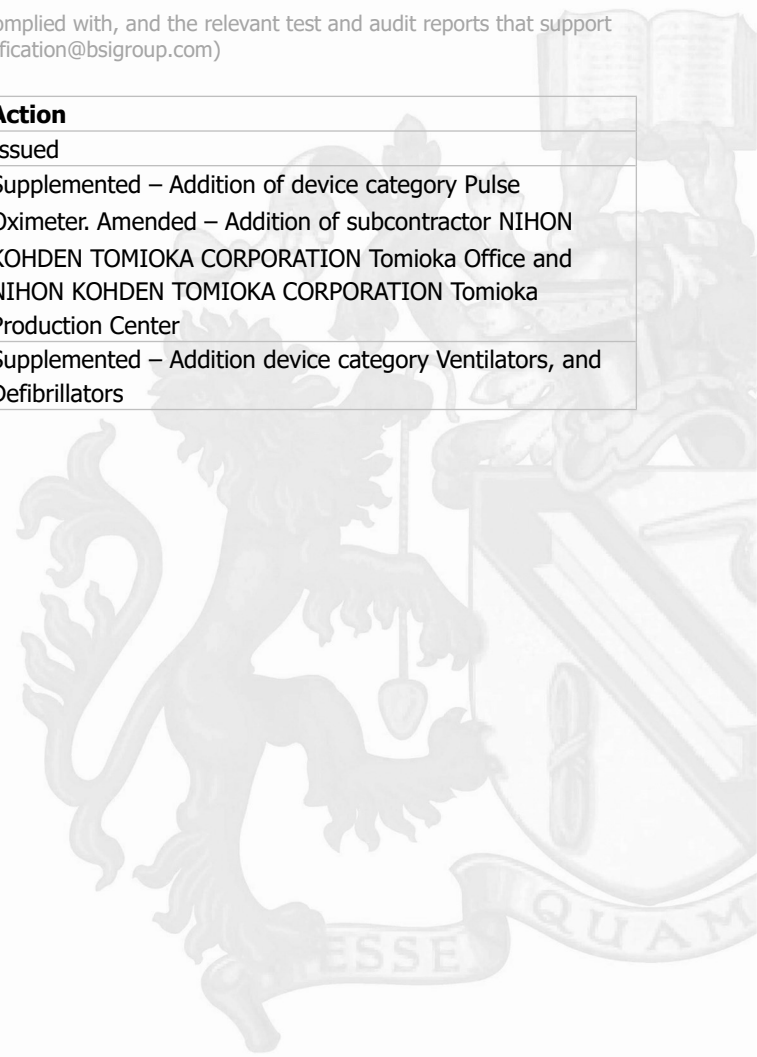 omplied with, and the relevant test and audit reports that support
fication@bsigroup.com)
Action
Issued
Supplemented – Addition of device category Pulse
Oximeter. Amended – Addition of subcontractor NIHON
KOHDEN TOMIOKA CORPORATION Tomioka Office and
NIHON KOHDEN TOMIOKA CORPORATION Tomioka
Production Center
Supplemented – Addition device category Ventilators, and
Defibrillators
ESSE QUAM